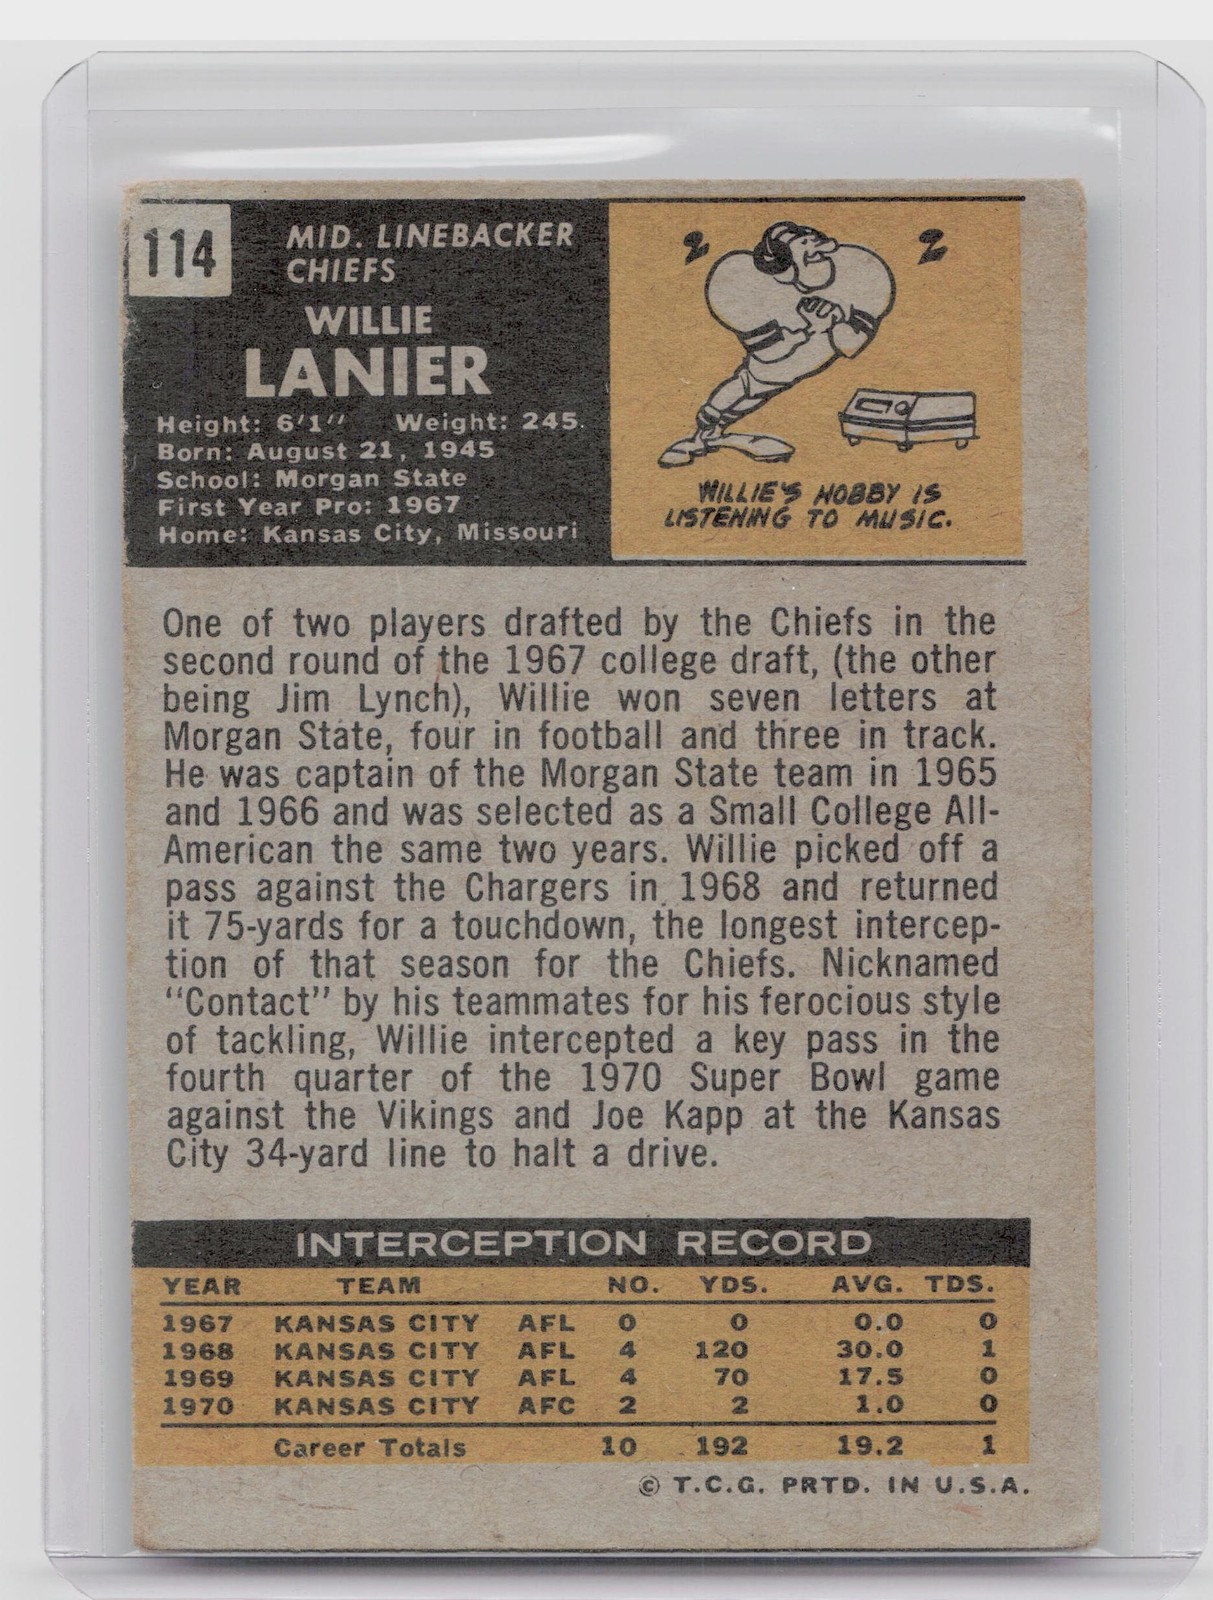 114
MID. LINEBACKER
CHIEFS
WILLIE
LANIER
Height: 6'1" Weight: 245.
Born: August 21, 1945
School: Morgan State
First Year Pro: 1967
Home: Kansas City, Missouri
WILLIE'S HOBBY IS
LISTENING TO MUSIC.
One of two players drafted by the Chiefs in the
second round of the 1967 college draft, (the other
being Jim Lynch), Willie won seven letters at
Morgan State, four in football and three in track.
He was captain of the Morgan State team in 1965
and 1966 and was selected as a Small College All-
American the same two years. Willie picked off a
pass against the Chargers in 1968 and returned
it 75-yards for a touchdown, the longest intercep-
tion of that season for the Chiefs. Nicknamed
"Contact" by his teammates for his ferocious style
of tackling, Willie intercepted a key pass in the
fourth quarter of the 1970 Super Bowl game
against the Vikings and Joe Kapp at the Kansas
City 34-yard line to halt a drive.
INTERCEPTION RECORD
YEAR TEAM NO. YDS. AVG. TDS.
1967 KANSAS CITY AFL 0 0 0.0 0
1968 KANSAS CITY AFL 4 120 30.0 1
1969 KANSAS CITY AFL 4 70 17.5 0
1970 KANSAS CITY AFC 2 2 1.0 0
Career Totals 10 192 19.2 1
© T.C.G. PRTD. IN U.S.A.